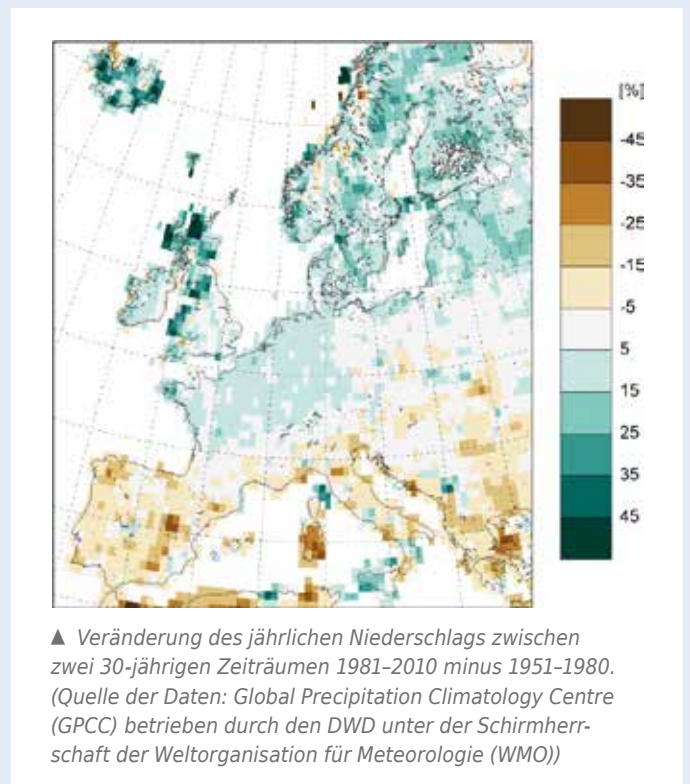 [%]
-45
-35
-25
-15
-5
5
15
25
35
45
▲ Veränderung des jährlichen Niederschlags zwischen
zwei 30-jährigen Zeiträumen 1981–2010 minus 1951–1980.
(Quelle der Daten: Global Precipitation Climatology Centre
(GPCC) betrieben durch den DWD unter der Schirmherr-
schaft der Weltorganisation für Meteorologie (WMO))